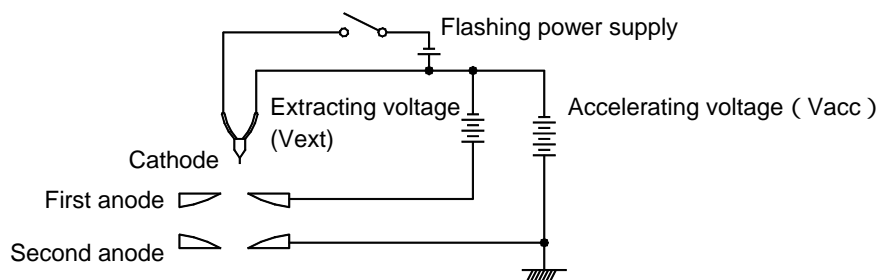 Flashing power supply
Extracting voltage
(Vext)
Accelerating voltage ( Vacc )
Cathode
First anode
Second anode